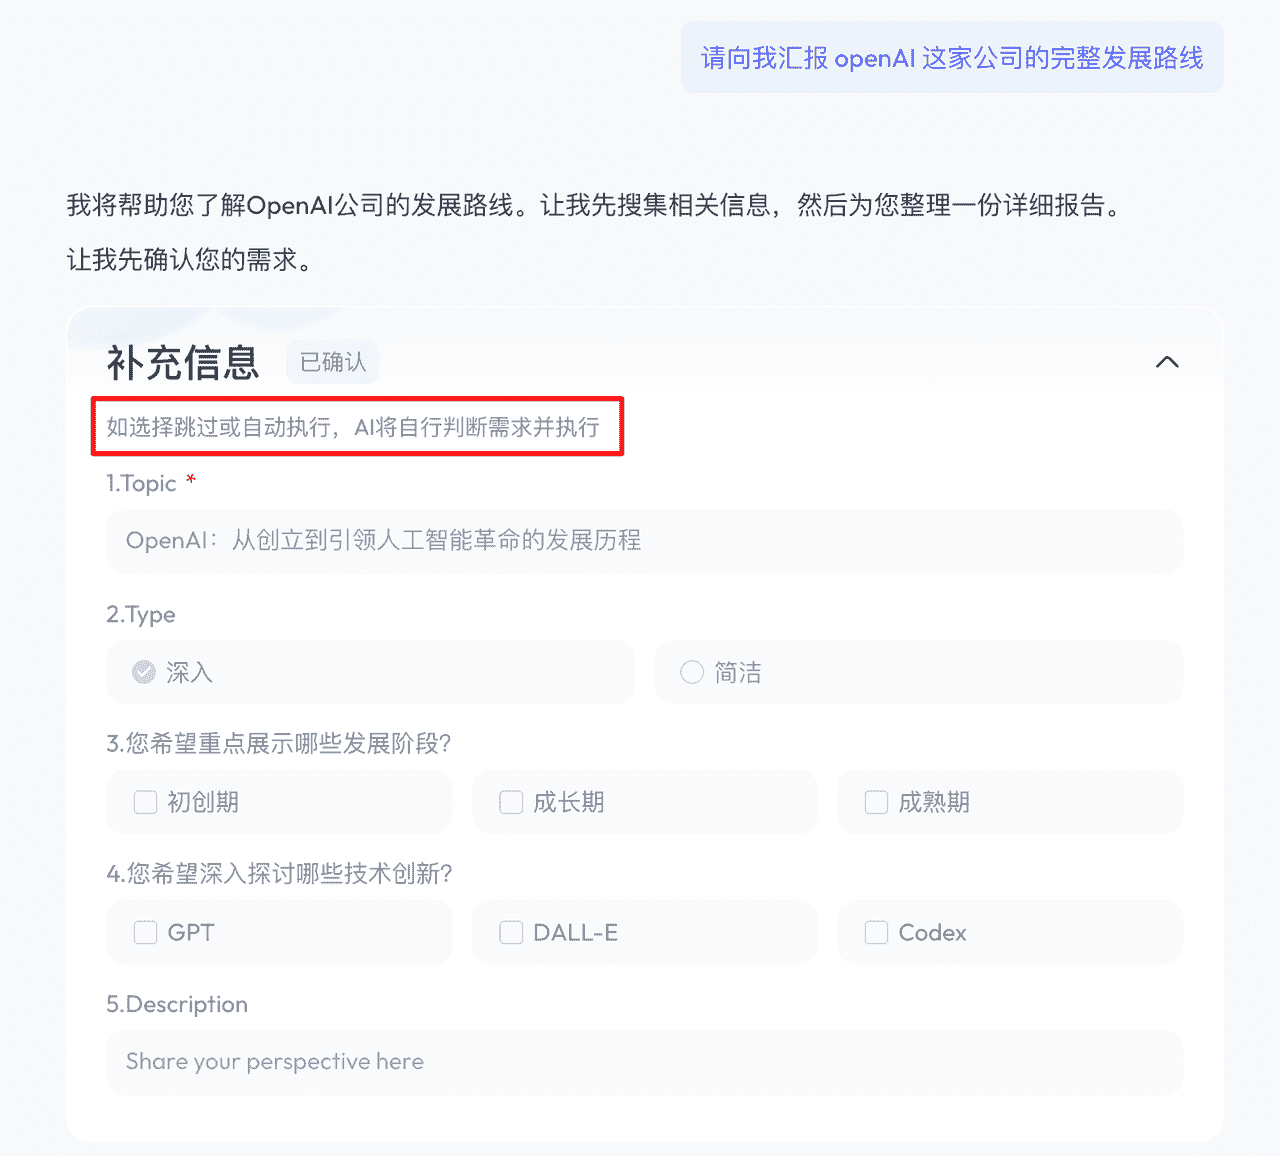 请向我汇报 openAI 这家公司的完整发展路线
我将帮助您了解OpenAI公司的发展路线。让我先搜集相关信息，然后为您整理一份详细报告。
让我先确认您的需求。
补充信息 已确认
如选择跳过或自动执行，AI将自行判断需求并执行
1.Topic *
OpenAI：从创立到引领人工智能革命的发展历程
2.Type
深入 简洁
3.您希望重点展示哪些发展阶段?
初创期 成长期 成熟期
4.您希望深入探讨哪些技术创新?
GPT DALL-E Codex
5.Description
Share your perspective here